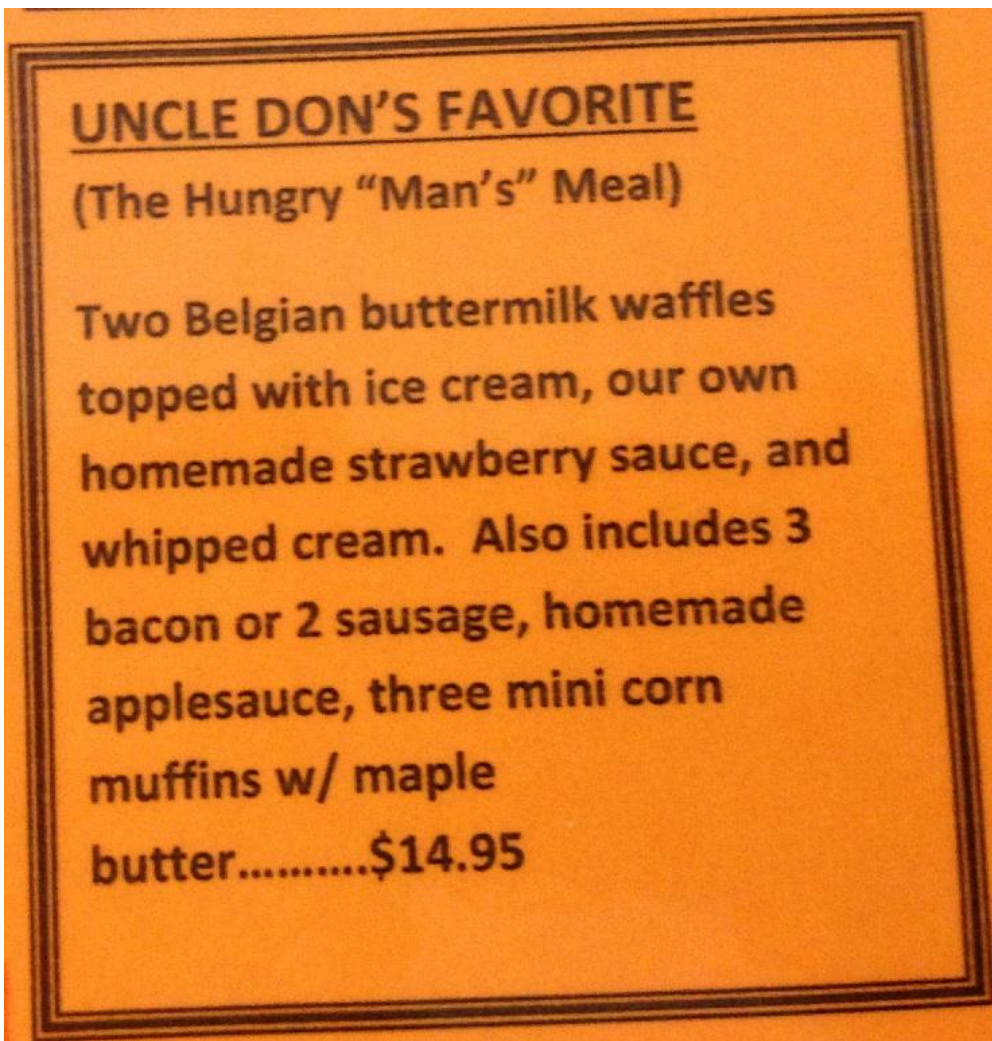 UNCLE DON'S FAVORITE
(The Hungry “Man's” Meal)
Two Belgian buttermilk waffles
topped with ice cream, our own
homemade strawberry sauce, and
whipped cream.  Also includes 3
bacon or 2 sausage, homemade
applesauce, three mini corn
muffins w/ maple
butter..........$14.95